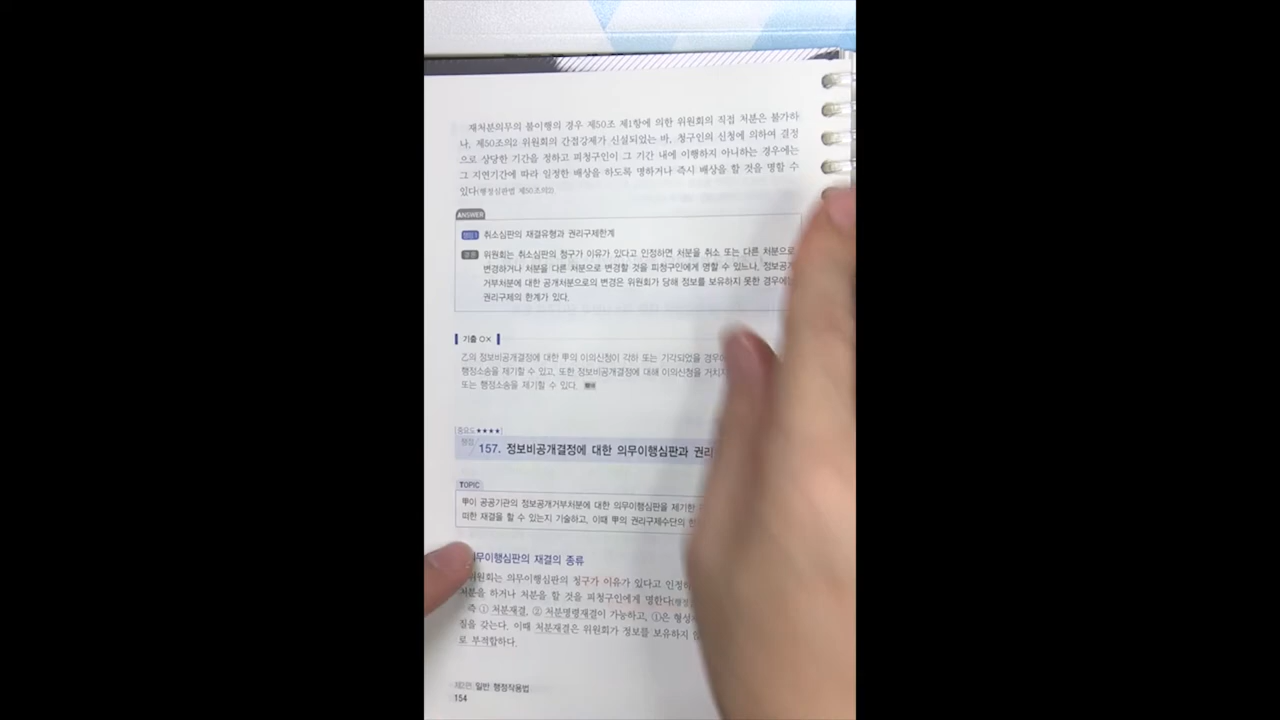 재처분의무의 불이행의 경우 제50조 제1항에 의한 위원회의 직접 처분은 불가하
나, 제50조의2 위원회의 간접강제가 신설되었는 바, 청구인의 신청에 의하여 결정
으로 상당한 기간을 정하고 피청구인이 그 기간 내에 이행하지 아니하는 경우에는
그 지연기간에 따라 일정한 배상을 하도록 명하거나 즉시 배상을 할 것을 명할 수
있다(행정심판법 제50조의2).
ANSWER
쟁점1 취소심판의 재결유형과 권리구제한계
결론 위원회는 취소심판의 청구가 이유가 있다고 인정하면 처분을 취소 또는 다른 처분으로
변경하거나 처분을 다른 처분으로 변경할 것을 피청구인에게 명할 수 있느나, 정보공개
거부처분에 대한 공개처분으로의 변경은 위원회가 당해 정보를 보유하지 못한 경우에는
권리구제의 한계가 있다.
기출 OX
乙의 정보비공개결정에 대한 甲의 이의신청이 각하 또는 기각되었을 경우
행정소송을 제기할 수 있고, 또한 정보비공개결정에 대해 이의신청을 거치지
또는 행정소송을 제기할 수 있다.
중요도 ★★★★
쟁점 157. 정보비공개결정에 대한 의무이행심판과 권리
TOPIC
甲이 공공기관의 정보공개거부처분에 대한 의무이행심판을 제기한
떠한 재결을 할 수 있는지 기술하고, 이때 甲의 권리구제수단의 한
의무이행심판의 재결의 종류
위원회는 의무이행심판의 청구가 이유가 있다고 인정하
처분을 하거나 처분을 할 것을 피청구인에게 명한다(행정
즉 ① 처분재결, ② 처분명령재결이 가능하고, ①은 형성
질을 갖는다. 이때 처분재결은 위원회가 정보를 보유하지
로 부적합하다.
제2편 일반 행정작용법
154